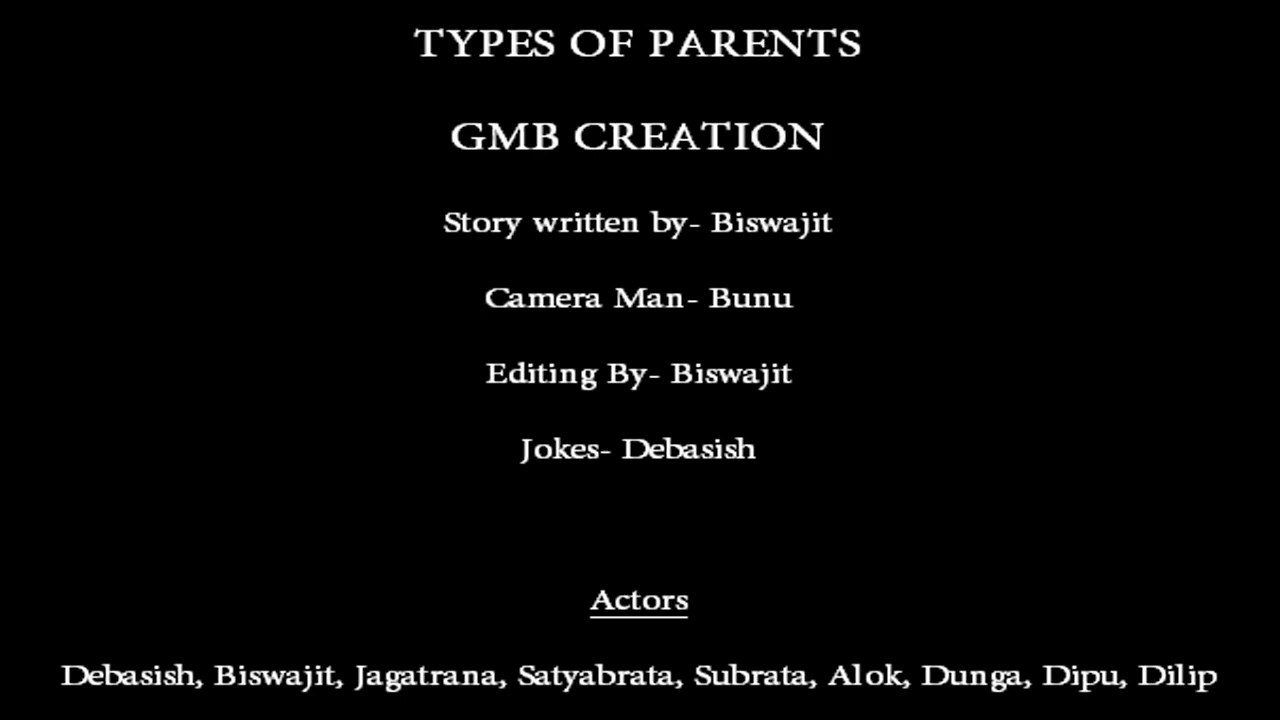 TYPES OF PARENTS
GMB CREATION
Story written by- Biswajit
Camera Man- Bunu
Editing By- Biswajit
Jokes- Debasish
Actors
Debasish, Biswajit, Jagatrana, Satyabrata, Subrata, Alok, Dunga, Dipu, Dilip